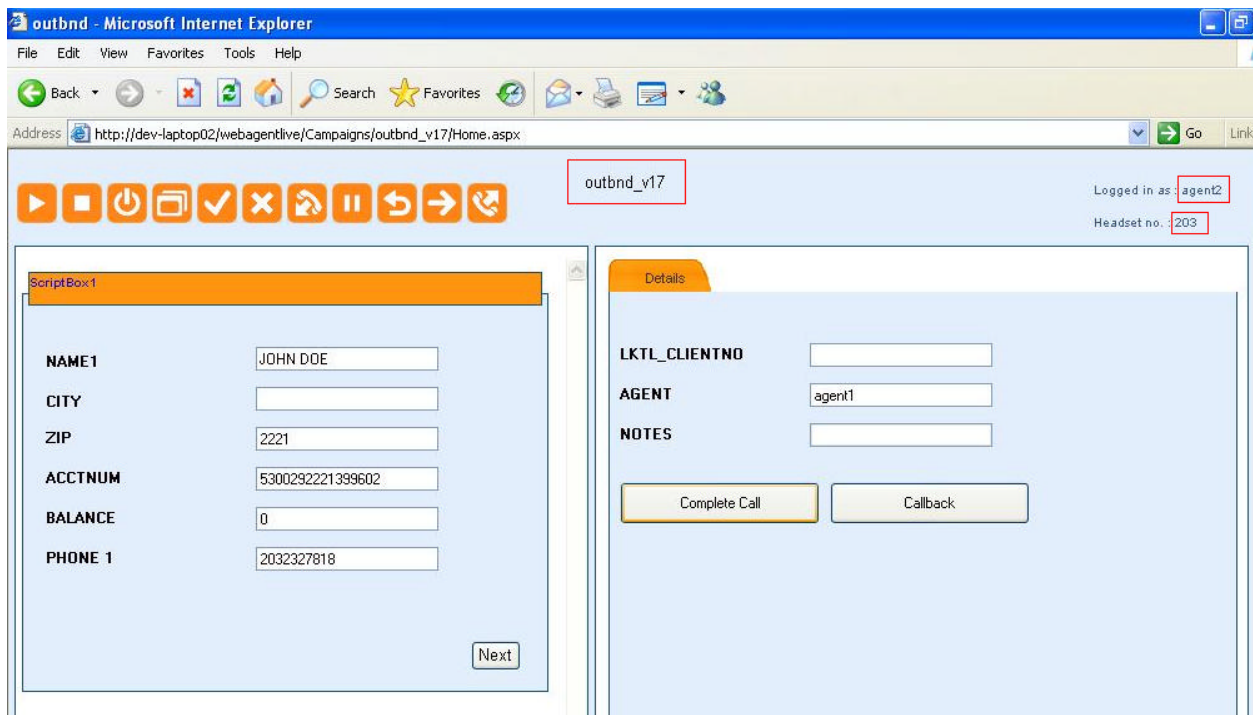 outbnd - Microsoft Internet Explorer
File Edit View Favorites Tools Help
Back Search Favorites
Address http://dev-laptop02/webagentlive/Campaigns/outbnd_v17/Home.aspx Go Link
outbnd_v17
Logged in as : agent2
Headset no. : 203
ScriptBox1
NAME1 JOHN DOE
CITY
ZIP 2221
ACCTNUM 5300292221399602
BALANCE 0
PHONE 1 2032327818
Next
Details
LKTL_CLIENTNO
AGENT agent1
NOTES
Complete Call Callback